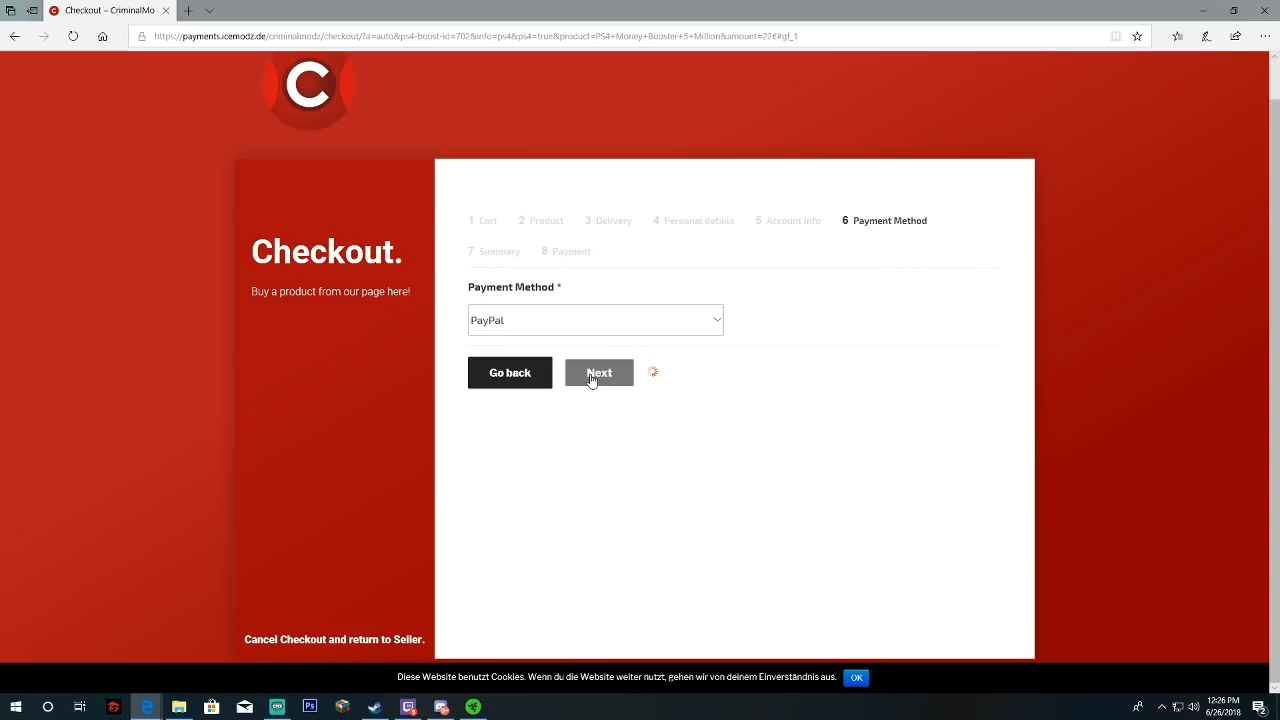 Checkout – CriminalMo
https://payments.icemodz.de/criminalmodz/checkout/?a=auto&ps4-boost-id=702&info=ps4&ps4=true&product=PS4+Money+Booster+5+Million&amount=22€#gf_1
C
1 Cart 2 Product 3 Delivery 4 Personal details 5 Account Info 6 Payment Method
7 Summary 8 Payment
Checkout.
Buy a product from our page here!
Payment Method *
PayPal
Go back Next
Cancel Checkout and return to Seller.
Diese Website benutzt Cookies. Wenn du die Website weiter nutzt, gehen wir von deinem Einverständnis aus. OK
12:26 PM
6/26/2018